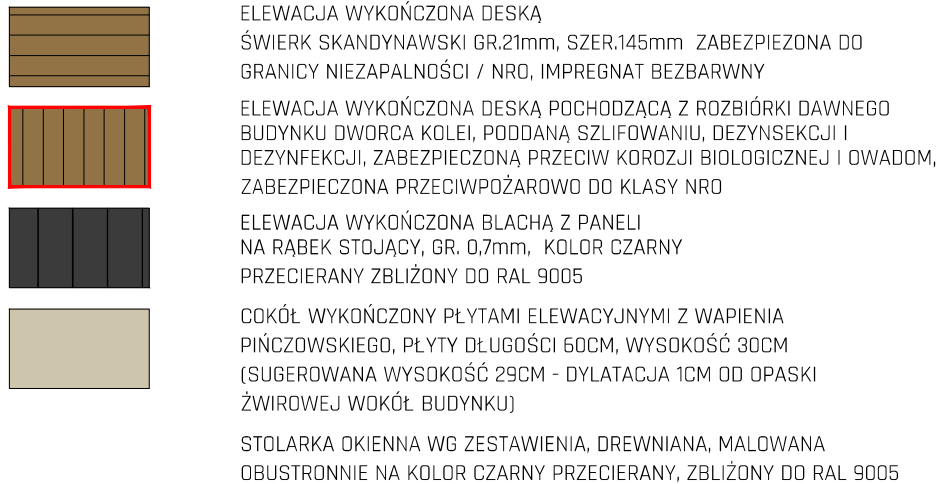 ELEWACJA WYKOŃCZONA DESKĄ
ŚWIERK SKANDYNAWSKI GR.21mm, SZER.145mm ZABEZPIEZONA DO
GRANICY NIEZAPALNOŚCI / NRO, IMPREGNAT BEZBARWNY
ELEWACJA WYKOŃCZONA DESKĄ POCHODZĄCĄ Z ROZBIÓRKI DAWNEGO
BUDYNKU DWORCA KOLEI, PODDANĄ SZLIFOWANIU, DEZYNSEKCJI I
DEZYNFEKCJI, ZABEZPIECZONĄ PRZECIW KOROZJI BIOLOGICZNEJ I OWADOM,
ZABEZPIECZONA PRZECIWPOŻAROWO DO KLASY NRO
ELEWACJA WYKOŃCZONA BLACHĄ Z PANELI
NA RĄBEK STOJĄCY, GR. 0,7mm, KOLOR CZARNY
PRZECIERANY ZBLIŻONY DO RAL 9005
COKÓŁ WYKOŃCZONY PŁYTAMI ELEWACYJNYMI Z WAPIENIA
PIŃCZOWSKIEGO, PŁYTY DŁUGOŚCI 60CM, WYSOKOŚĆ 30CM
(SUGEROWANA WYSOKOŚĆ 29CM - DYLATACJA 1CM OD OPASKI
ŻWIROWEJ WOKÓŁ BUDYNKU)
STOLARKA OKIENNA WG ZESTAWIENIA, DREWNIANA, MALOWANA
OBUSTRONNIE NA KOLOR CZARNY PRZECIERANY, ZBLIŻONY DO RAL 9005